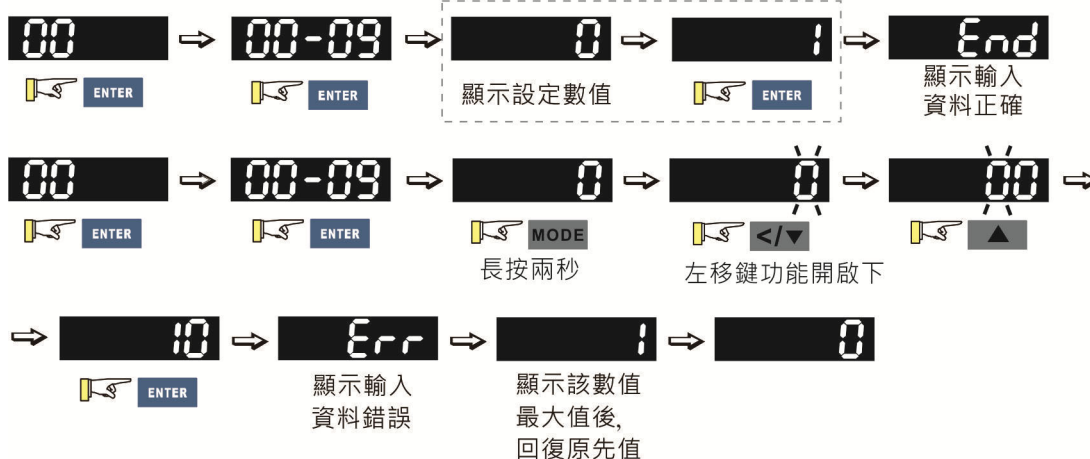 00 00-09 0 1 End
ENTER ENTER 顯示設定數值 ENTER 顯示輸入
資料正確
00 00-09 0 0 00
ENTER ENTER MODE </▼ ▲
長按兩秒 左移鍵功能開啟下
10 Err 1 0
ENTER 顯示輸入 顯示該數值
資料錯誤 最大值後,
回復原先值